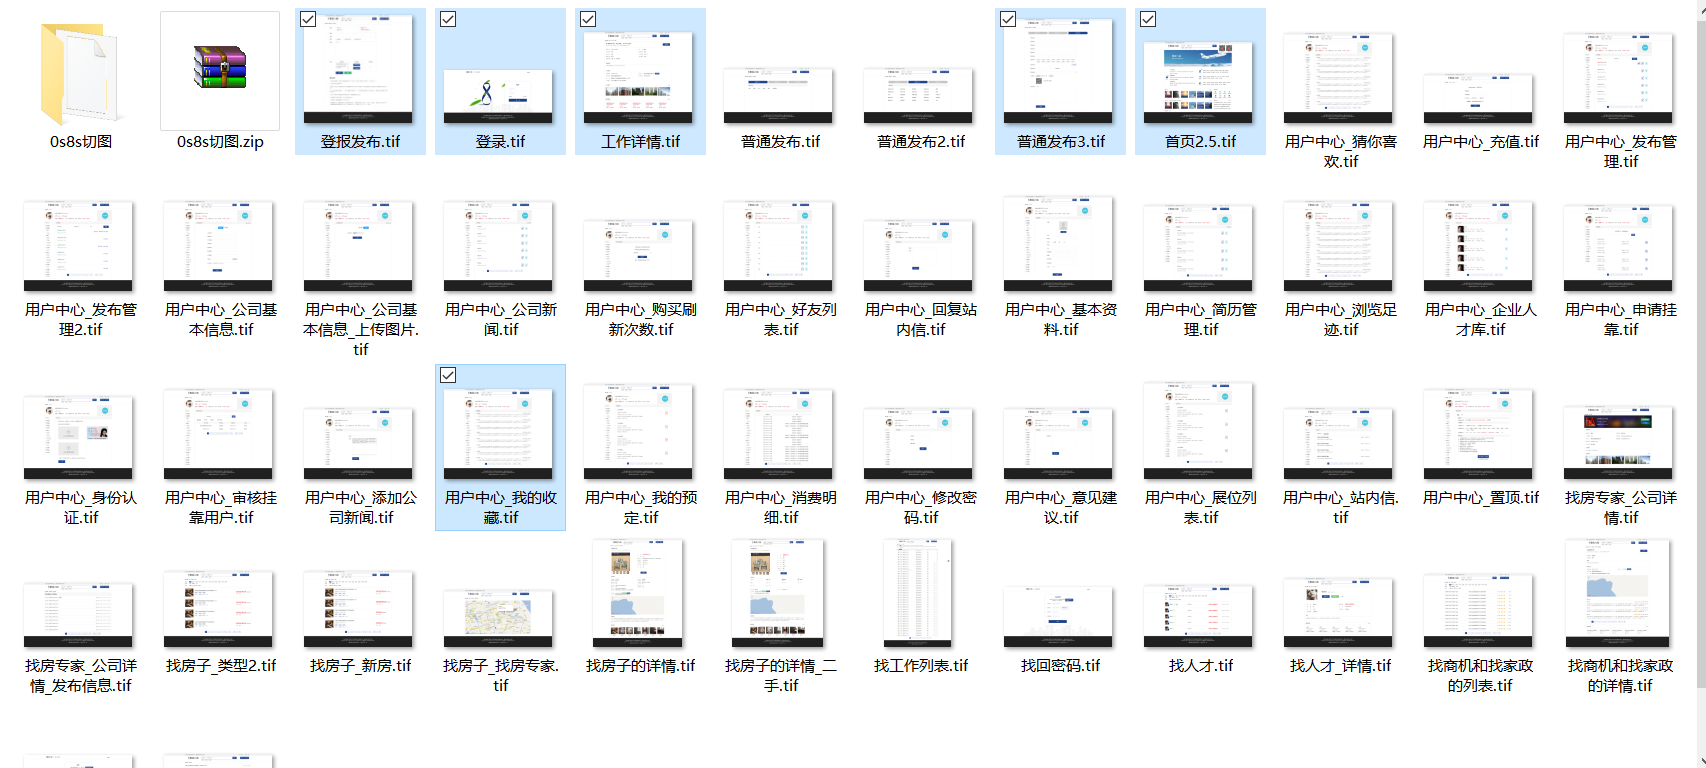 0s8s切图
0s8s切图.zip
登报发布.tif
登录.tif
工作详情.tif
普通发布.tif
普通发布2.tif
普通发布3.tif
首页2.5.tif
用户中心_猜你喜
欢.tif
用户中心_充值.tif
用户中心_发布管
理.tif
用户中心_发布管
理2.tif
用户中心_公司基
本信息.tif
用户中心_公司基
本信息_上传图片.
tif
用户中心_公司新
闻.tif
用户中心_购买刷
新次数.tif
用户中心_好友列
表.tif
用户中心_回复站
内信.tif
用户中心_基本资
料.tif
用户中心_简历管
理.tif
用户中心_浏览足
迹.tif
用户中心_企业人
才库.tif
用户中心_申请挂
靠.tif
用户中心_身份认
证.tif
用户中心_审核挂
靠用户.tif
用户中心_添加公
司新闻.tif
用户中心_我的收
藏.tif
用户中心_我的预
定.tif
用户中心_消费明
细.tif
用户中心_修改密
码.tif
用户中心_意见建
议.tif
用户中心_展位列
表.tif
用户中心_站内信.
tif
用户中心_置顶.tif
找房专家_公司详
情.tif
找房专家_公司详
情_发布信息.tif
找房子_类型2.tif
找房子_新房.tif
找房子_找房专家.
tif
找房子的详情.tif
找房子的详情_二
手.tif
找工作列表.tif
找回密码.tif
找人才.tif
找人才_详情.tif
找商机和找家政
的列表.tif
找商机和找家政
的详情.tif